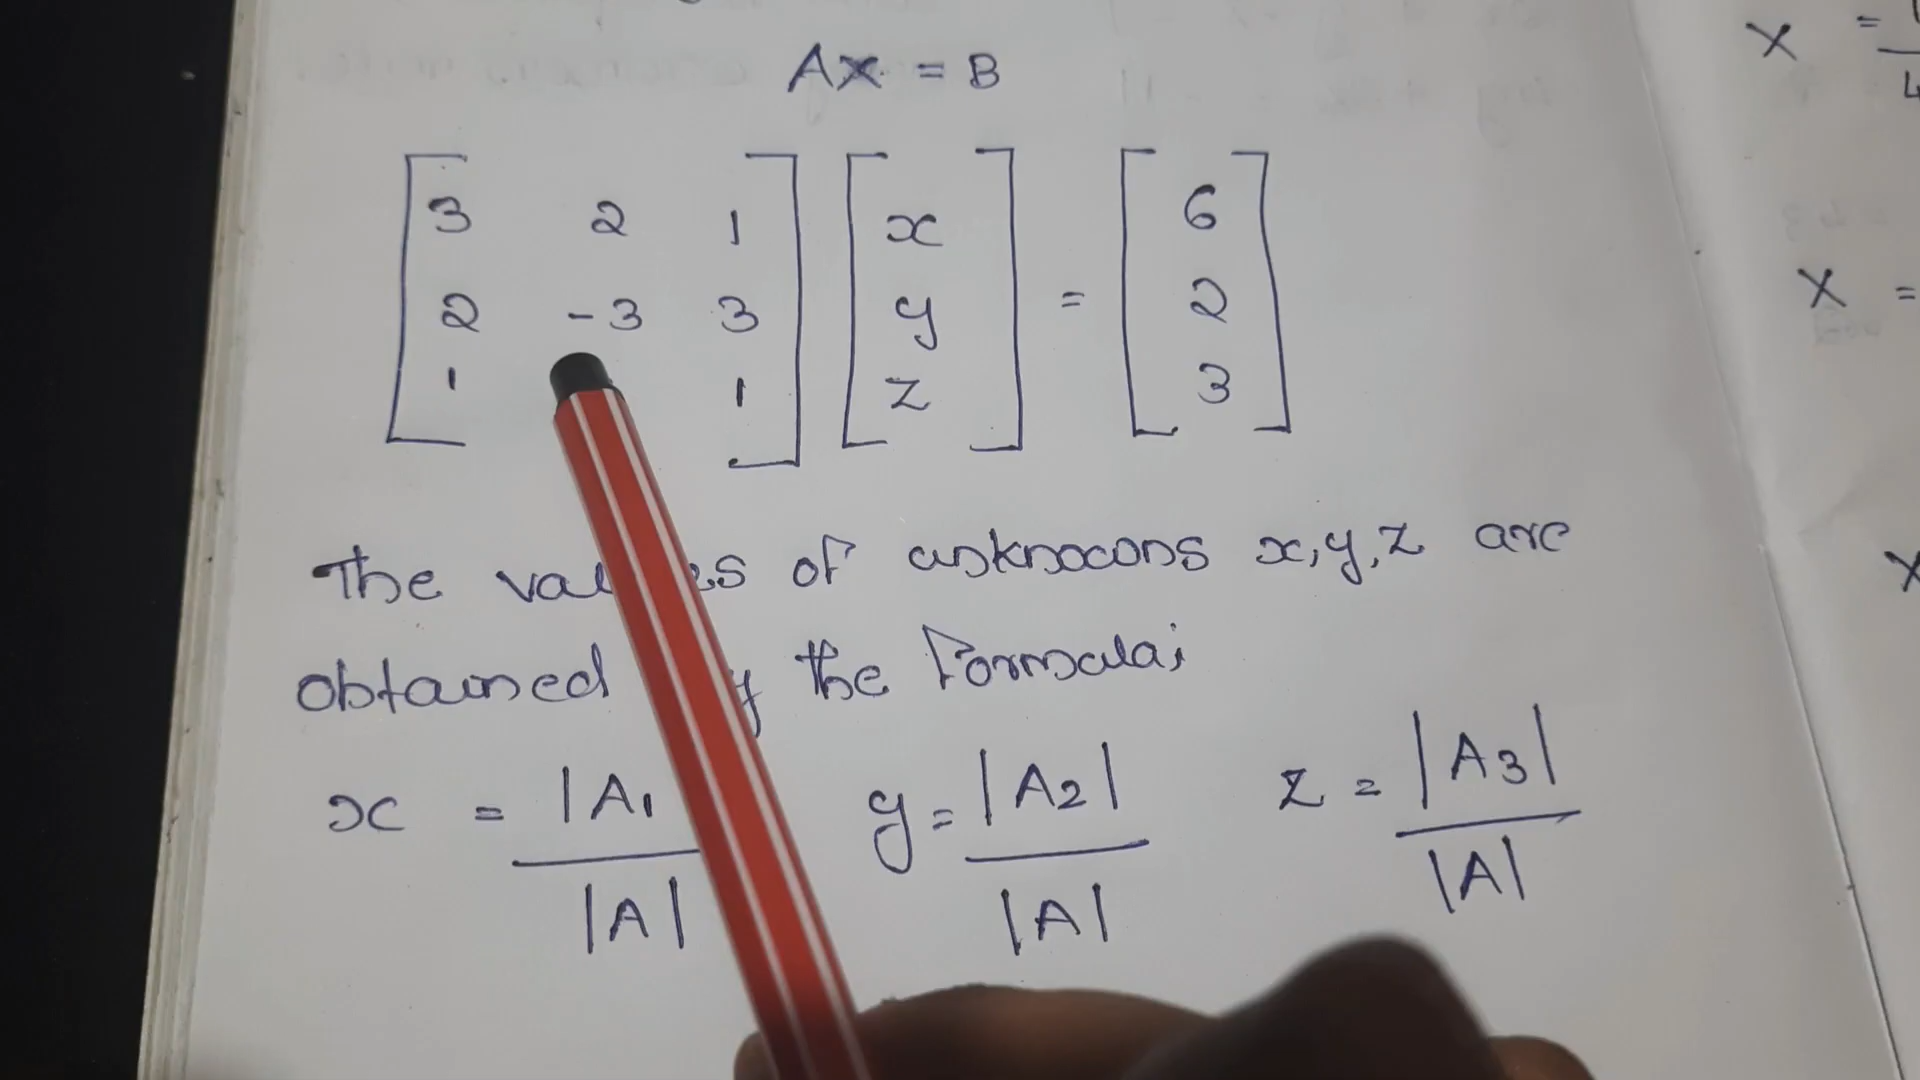 AX = B
3 2 1 x 6
2 -3 3 y = 2
1 1 z 3
The of unknowns x,y,z are
obtained the formula;
x = |A1 / |A| y = |A2| / |A| z = |A3| / |A|
X =
X =
X